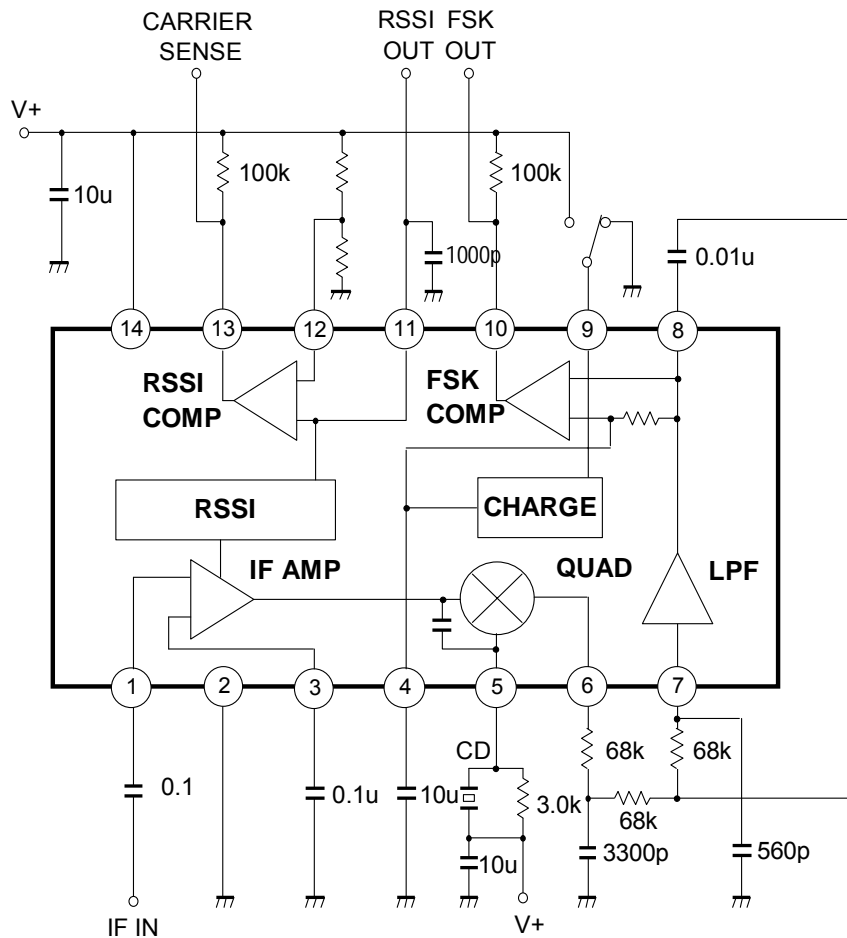 CARRIER
SENSE
RSSI
OUT
FSK
OUT
V+
10u
100k
1000p
100k
0.01u
14
13
12
11
10
9
8
RSSI
COMP
FSK
COMP
RSSI
CHARGE
IF AMP
QUAD
LPF
1
2
3
4
5
6
7
0.1
0.1u
10u
CD
3.0k
10u
68k
68k
68k
3300p
560p
IF IN
V+